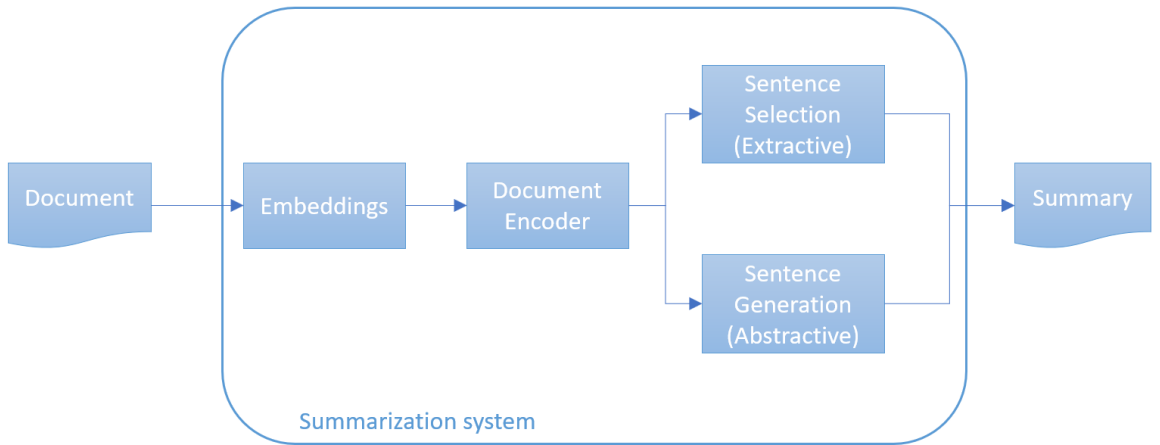 Document
Embeddings
Document
Encoder
Sentence
Selection
(Extractive)
Sentence
Generation
(Abstractive)
Summary
Summarization system